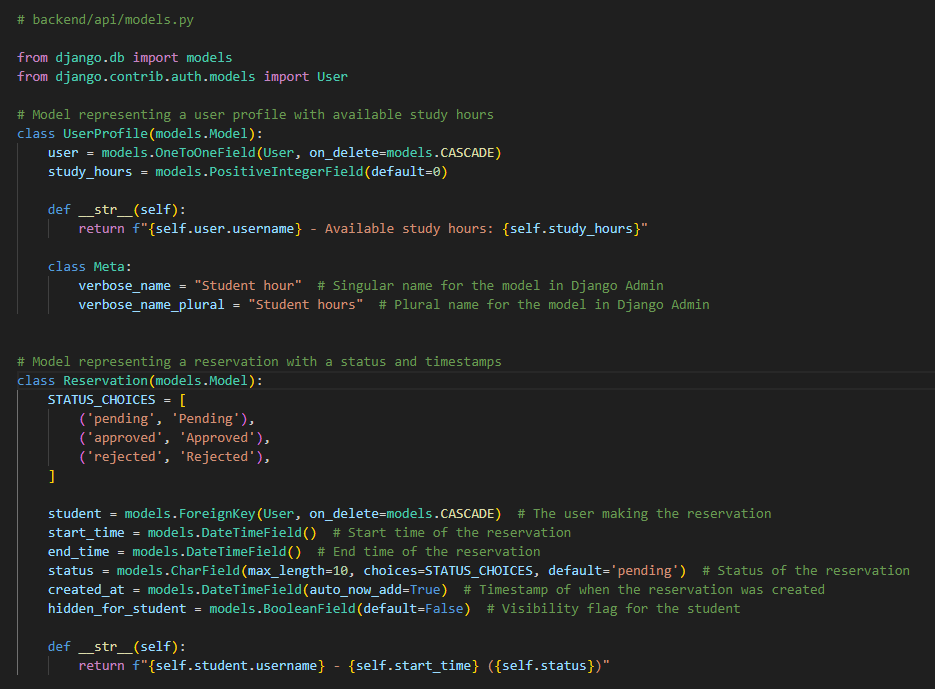 # backend/api/models.py
from django.db import models
from django.contrib.auth.models import User
# Model representing a user profile with available study hours
class UserProfile(models.Model):
    user = models.OneToOneField(User, on_delete=models.CASCADE)
    study_hours = models.PositiveIntegerField(default=0)
    def __str__(self):
        return f"{self.user.username} - Available study hours: {self.study_hours}"
    class Meta:
        verbose_name = "Student hour"  # Singular name for the model in Django Admin
        verbose_name_plural = "Student hours"  # Plural name for the model in Django Admin
# Model representing a reservation with a status and timestamps
class Reservation(models.Model):
    STATUS_CHOICES = [
        ('pending', 'Pending'),
        ('approved', 'Approved'),
        ('rejected', 'Rejected'),
    ]
    student = models.ForeignKey(User, on_delete=models.CASCADE)  # The user making the reservation
    start_time = models.DateTimeField()  # Start time of the reservation
    end_time = models.DateTimeField()  # End time of the reservation
    status = models.CharField(max_length=10, choices=STATUS_CHOICES, default='pending')  # Status of the reservation
    created_at = models.DateTimeField(auto_now_add=True)  # Timestamp of when the reservation was created
    hidden_for_student = models.BooleanField(default=False)  # Visibility flag for the student
    def __str__(self):
        return f"{self.student.username} - {self.start_time} ({self.status})"